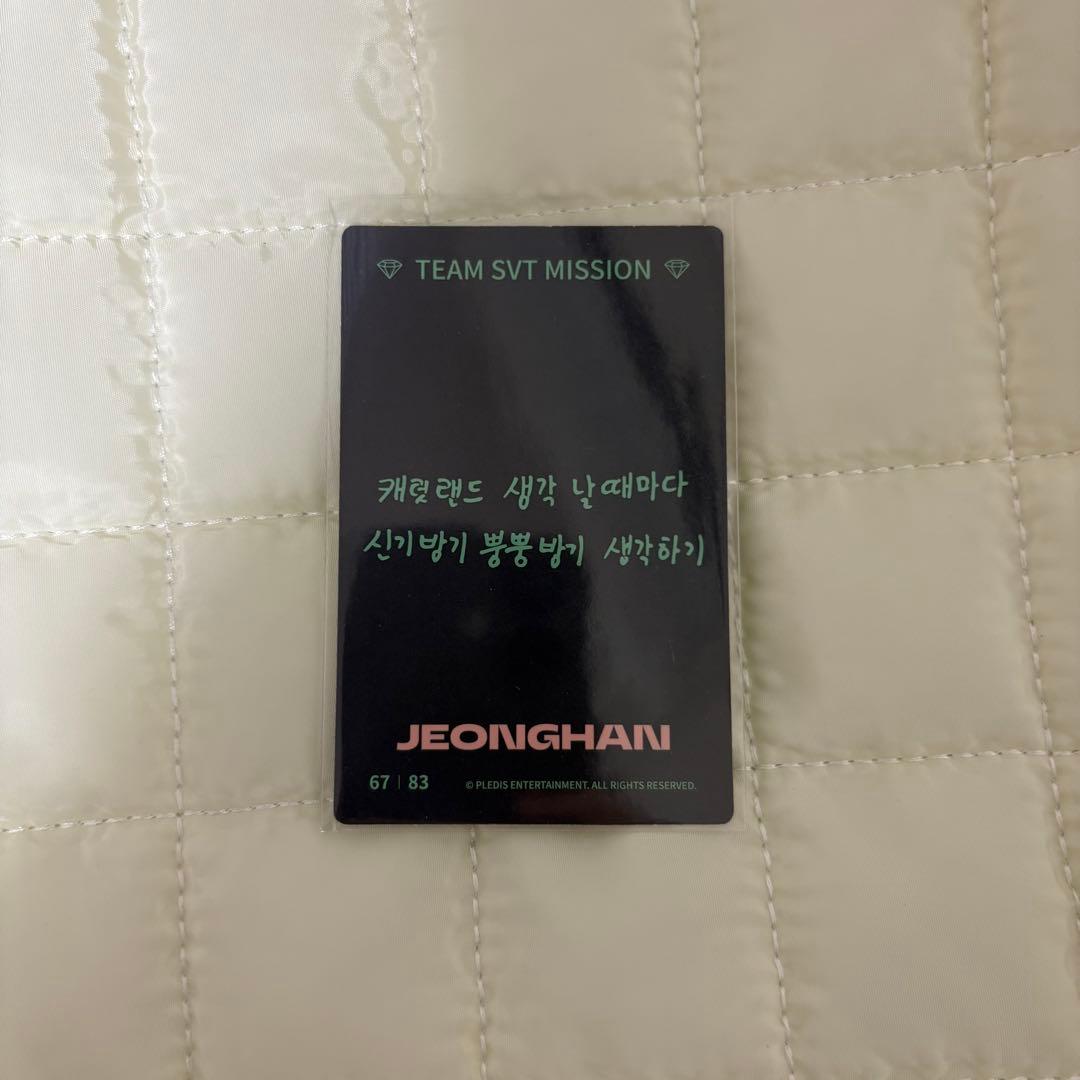 TEAM SVT MISSION
캐럿랜드 생각 날때마다
신기방기 뿡뿡방기 생각하기
JEONGHAN
67 | 83
© PLEDIS ENTERTAINMENT. ALL RIGHTS RESERVED.